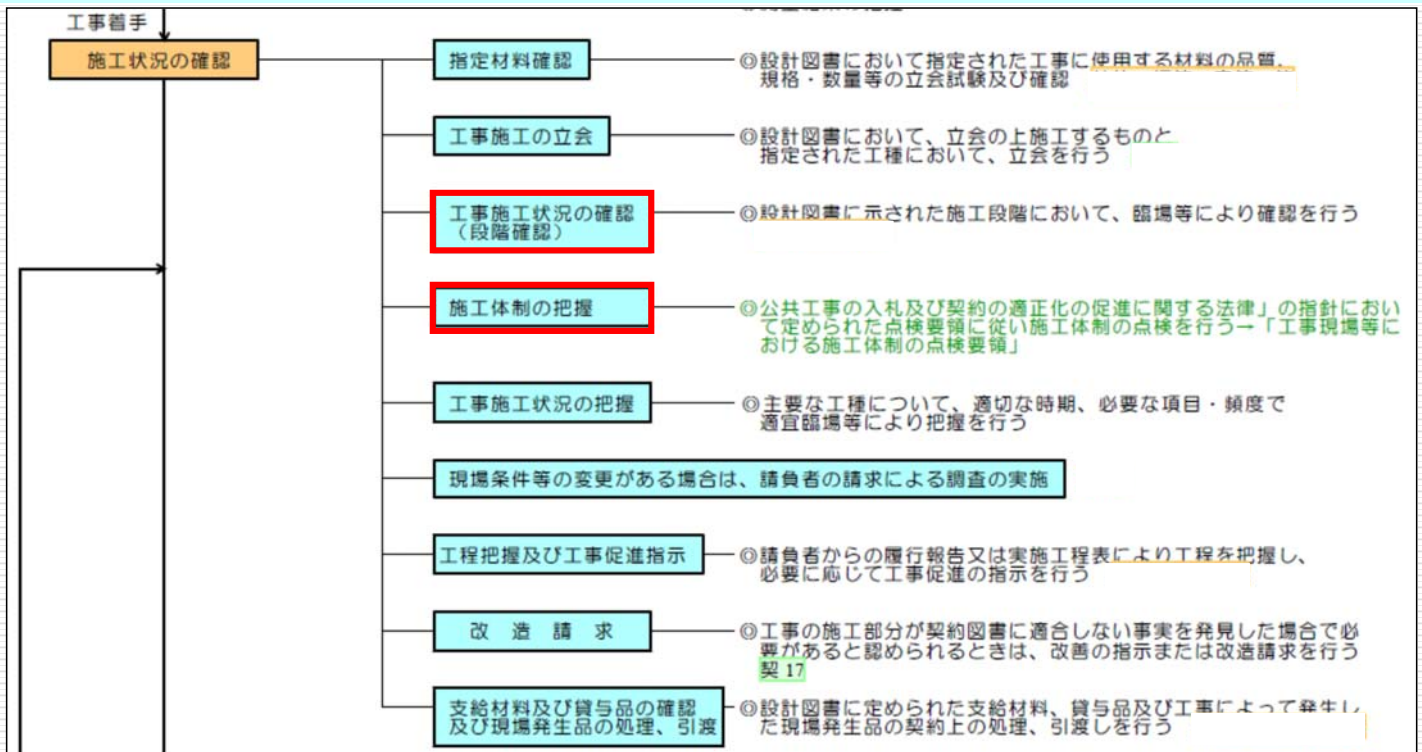 工事着手
施工状況の確認
指定材料確認
◎設計図書において指定された工事に使用する材料の品質、
規格・数量等の立会試験及び確認
工事施工の立会
◎設計図書において、立会の上施工するものと
指定された工種において、立会を行う
工事施工状況の確認
(段階確認)
◎設計図書に示された施工段階において、臨場等により確認を行う
施工体制の把握
◎公共工事の入札及び契約の適正化の促進に関する法律」の指針におい
て定められた点検要領に従い施工体制の点検を行う→「工事現場等に
おける施工体制の点検要領」
工事施工状況の把握
◎主要な工種について、適切な時期、必要な項目・頻度で
適宜臨場等により把握を行う
現場条件等の変更がある場合は、請負者の請求による調査の実施
工程把握及び工事促進指示
◎請負者からの履行報告又は実施工程表により工程を把握し、
必要に応じて工事促進の指示を行う
改 造 請 求
◎工事の施工部分が契約図書に適合しない事実を発見した場合で必
要があると認められるときは、改善の指示または改造請求を行う
契 17
支給材料及び貸与品の確認
及び現場発生品の処理、引渡
◎設計図書に定められた支給材料、貸与品及び工事によって発生し
た現場発生品の契約上の処理、引渡しを行う